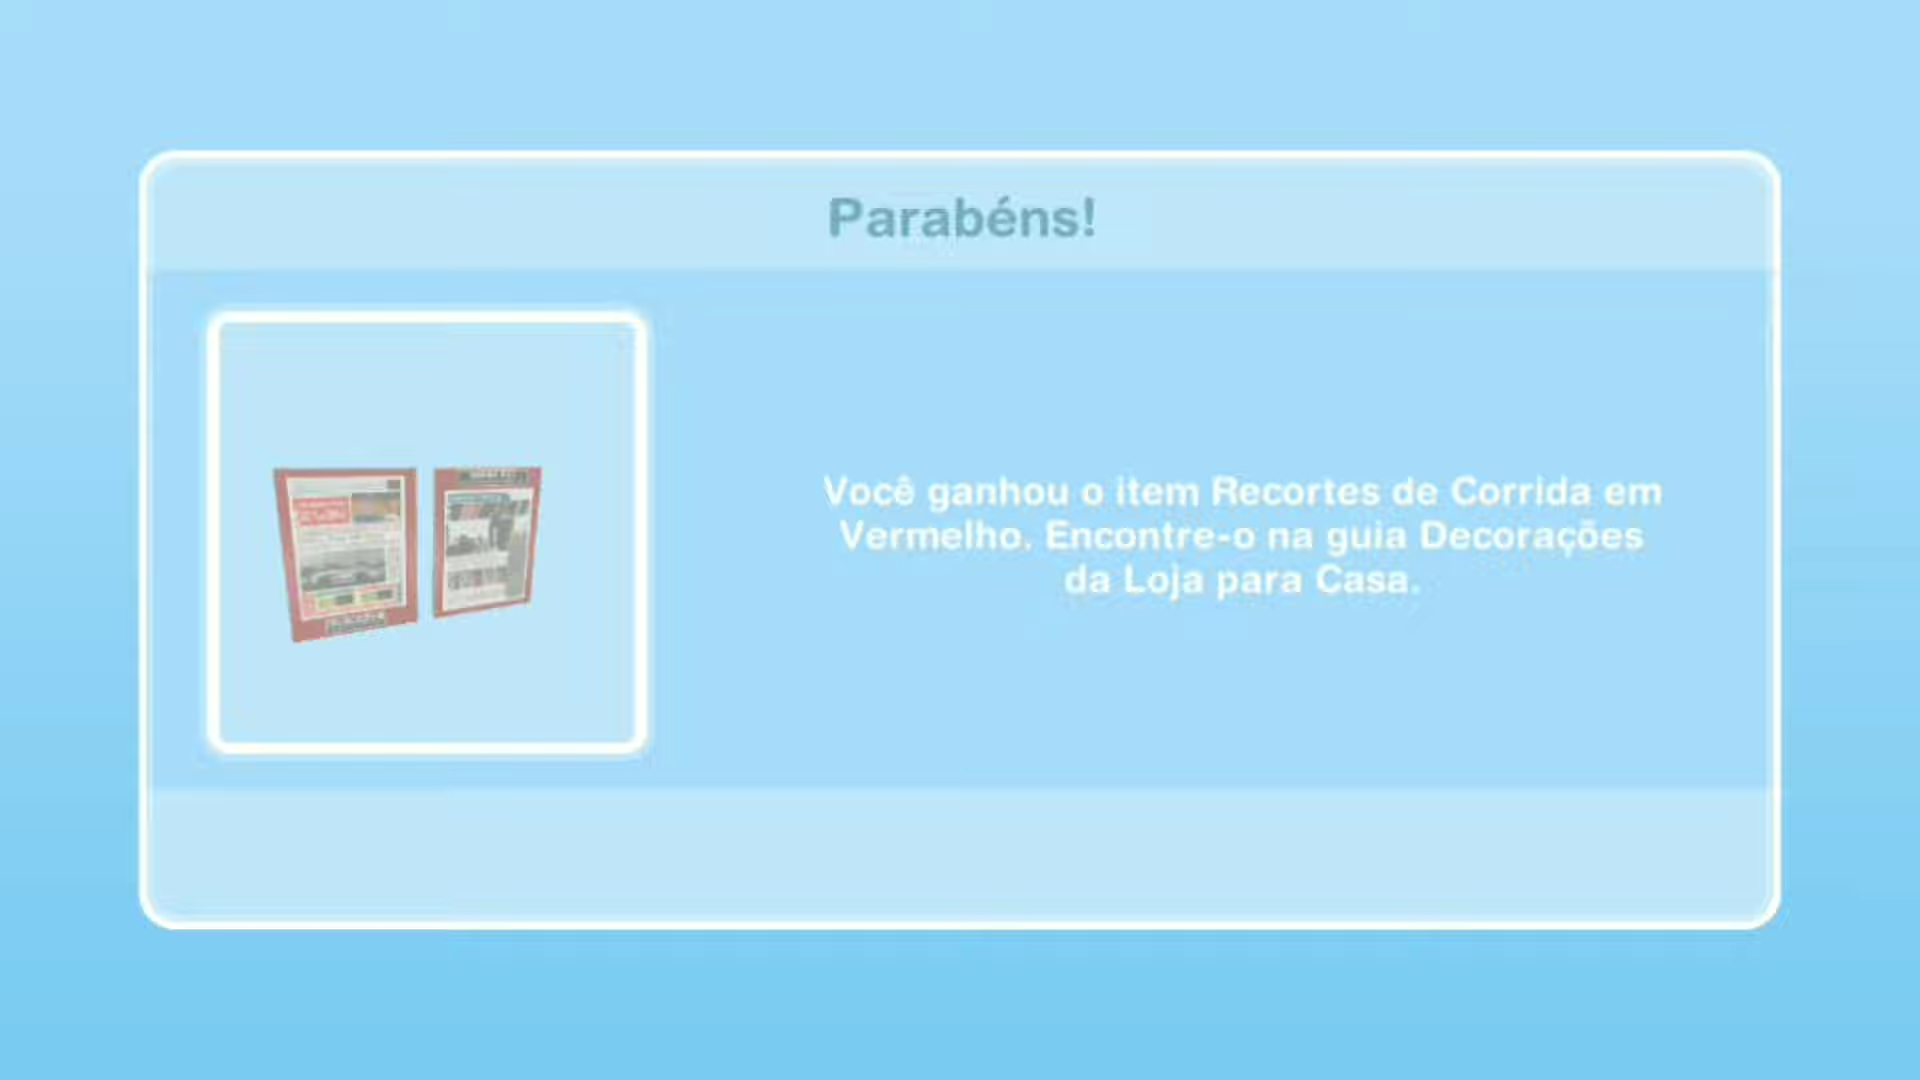 Parabéns!
Você ganhou o item Recortes de Corrida em
Vermelho. Encontre-o na guia Decorações
da Loja para Casa.